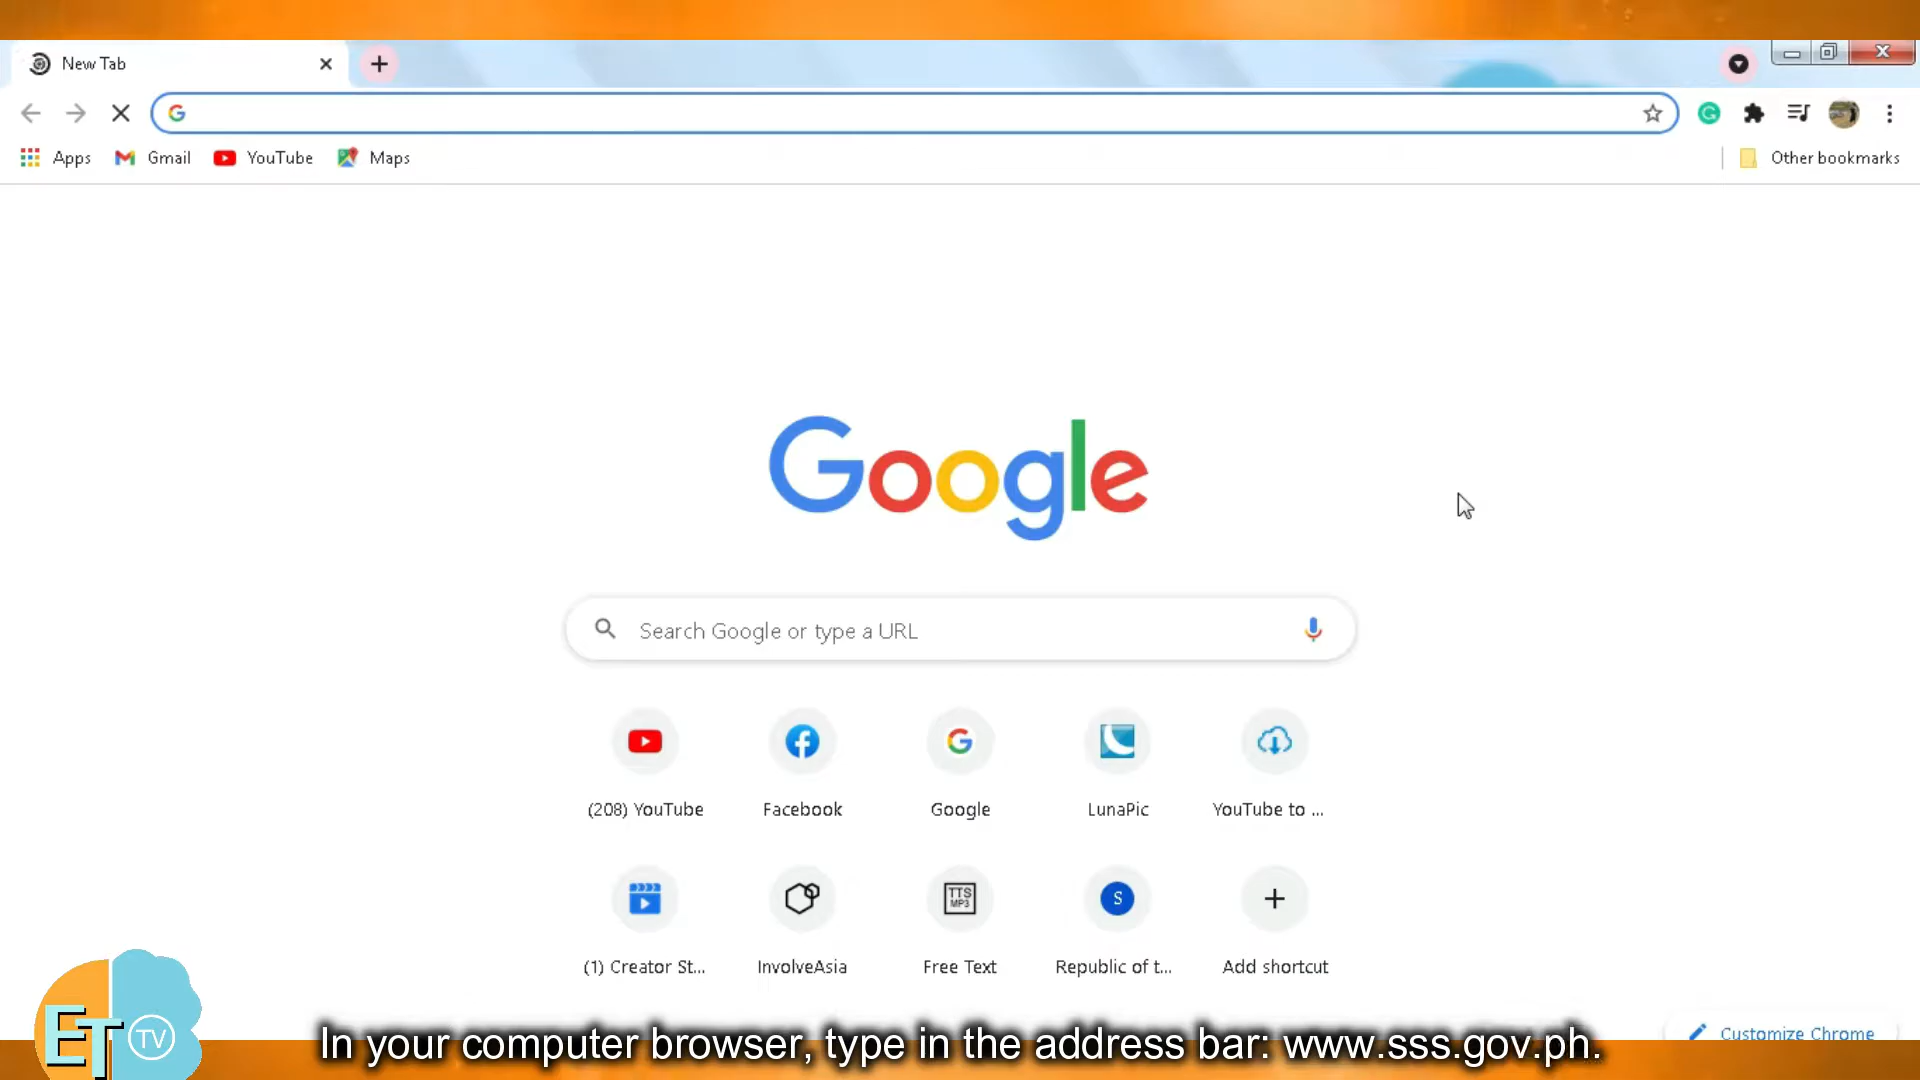 New Tab
Apps Gmail YouTube Maps Other bookmarks
Google
Search Google or type a URL
(208) YouTube Facebook Google LunaPic YouTube to ...
TTS
MP3
S
(1) Creator St... InvolveAsia Free Text Republic of t... Add shortcut
Customize Chrome
ET TV
In your computer browser, type in the address bar: www.sss.gov.ph.